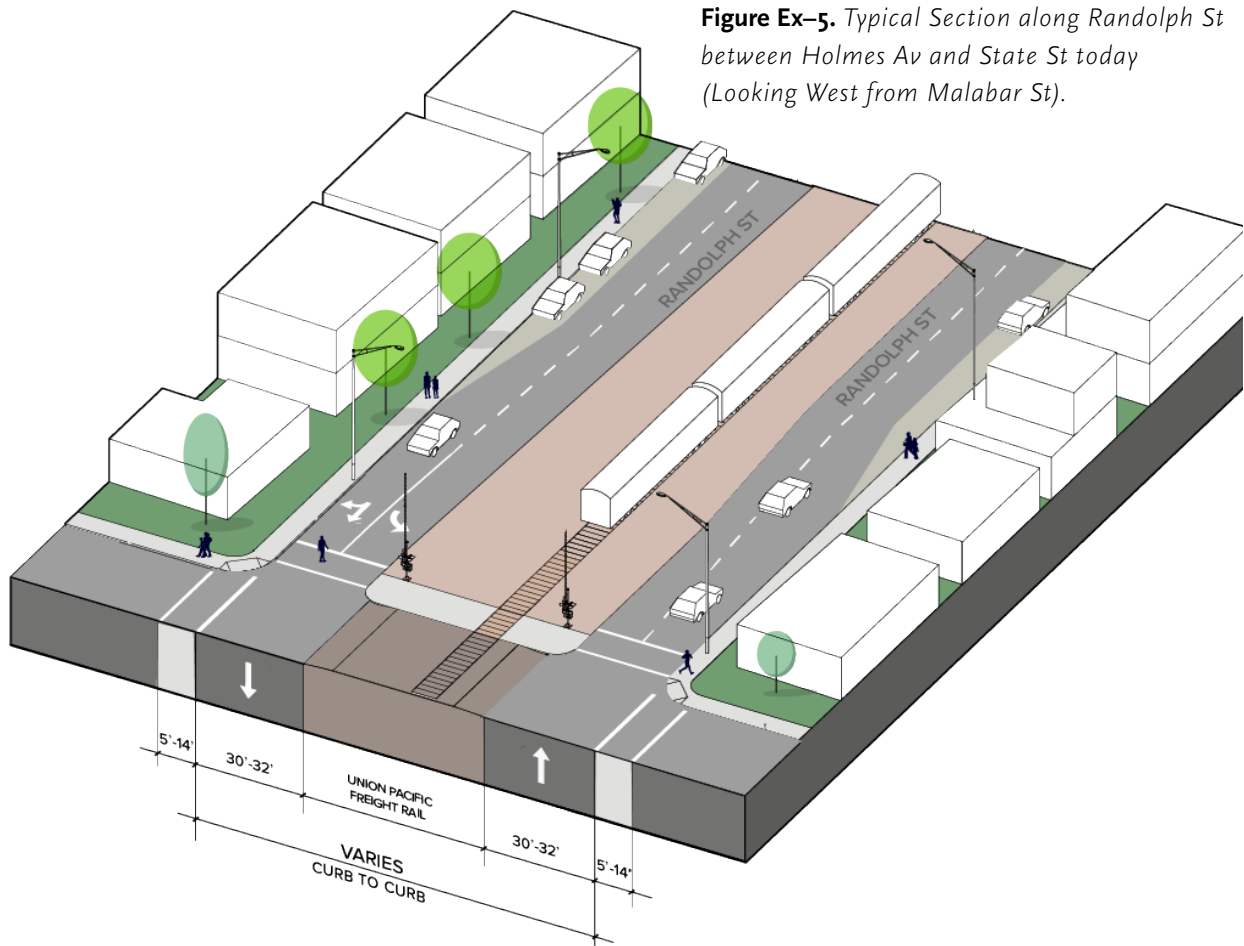 Figure Ex–5. Typical Section along Randolph St
between Holmes Av and State St today
(Looking West from Malabar St).
RANDOLPH ST
RANDOLPH ST
5'-14'
30'-32'
UNION PACIFIC
FREIGHT RAIL
30'-32'
5'-14'
VARIES
CURB TO CURB